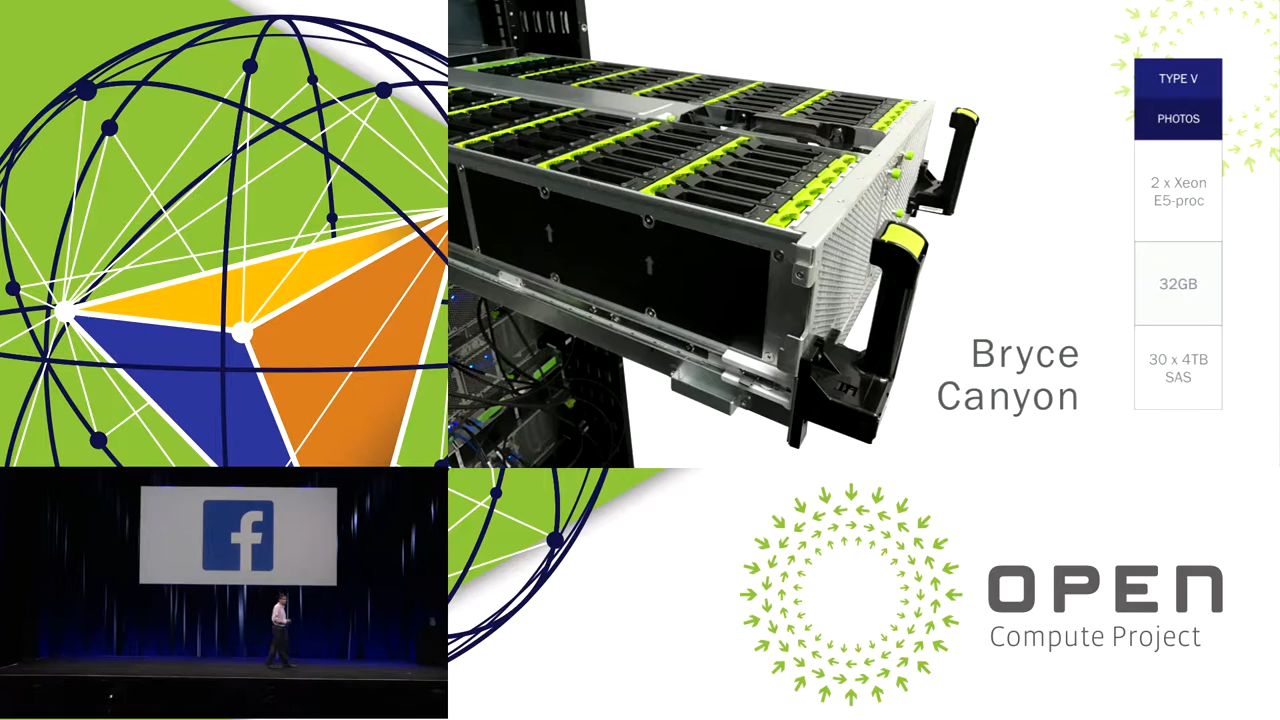 TYPE V
PHOTOS
2 x Xeon
E5-proc
32GB
30 x 4TB
SAS
Bryce
Canyon
f
OPEN
Compute Project